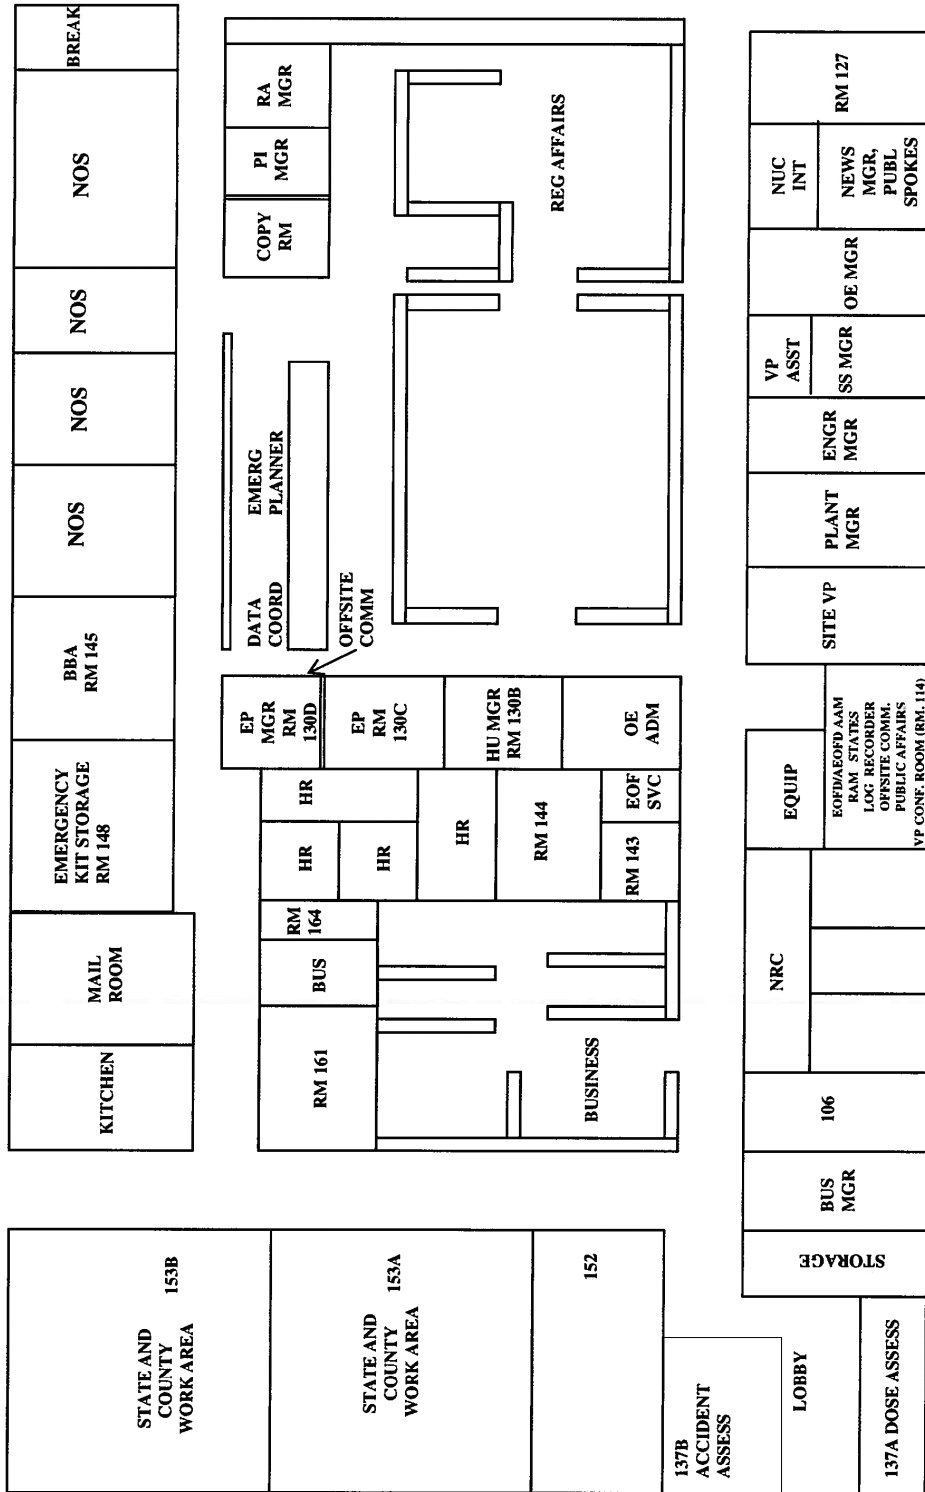 STATE AND
COUNTY
WORK AREA
153B
KITCHEN
MAIL
ROOM
EMERGENCY
KIT STORAGE
RM 148
BBA
RM 145
NOS
NOS
NOS
NOS
BREAK
STATE AND
COUNTY
WORK AREA
153A
152
RM 161
BUS
RM
164
HR
HR
HR
HR
RM 144
RM 143
EOF
SVC
BUSINESS
EP
MGR
RM
130D
EP
RM
130C
HU MGR
RM 130B
OE
ADM
OFFSITE
COMM
DATA
COORD
EMERG
PLANNER
COPY
RM
PI
MGR
RA
MGR
REG AFFAIRS
137B
ACCIDENT
ASSESS
LOBBY
137A DOSE ASSESS
STORAGE
BUS
MGR
106
NRC
EQUIP
EOFD/AEOFD AAM
RAM STATES
LOG RECORDER
OFFSITE COMM.
PUBLIC AFFAIRS
VP CONF. ROOM (RM. 114)
SITE VP
PLANT
MGR
ENGR
MGR
VP
ASST
SS MGR
OE MGR
NUC
INT
NEWS
MGR,
PUBL
SPOKES
RM 127